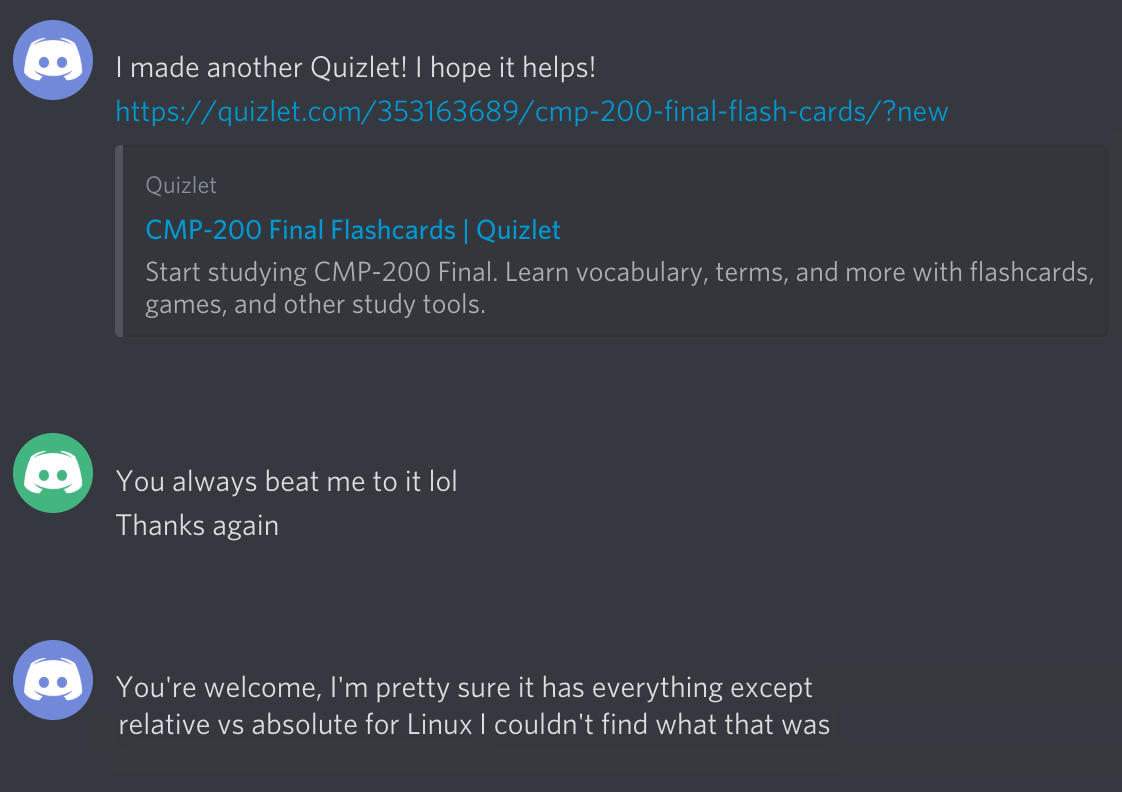 I made another Quizlet! I hope it helps!
https://quizlet.com/353163689/cmp-200-final-flash-cards/?new
Quizlet
CMP-200 Final Flashcards | Quizlet
Start studying CMP-200 Final. Learn vocabulary, terms, and more with flashcards,
games, and other study tools.
You always beat me to it lol
Thanks again
You're welcome, I'm pretty sure it has everything except
relative vs absolute for Linux I couldn't find what that was